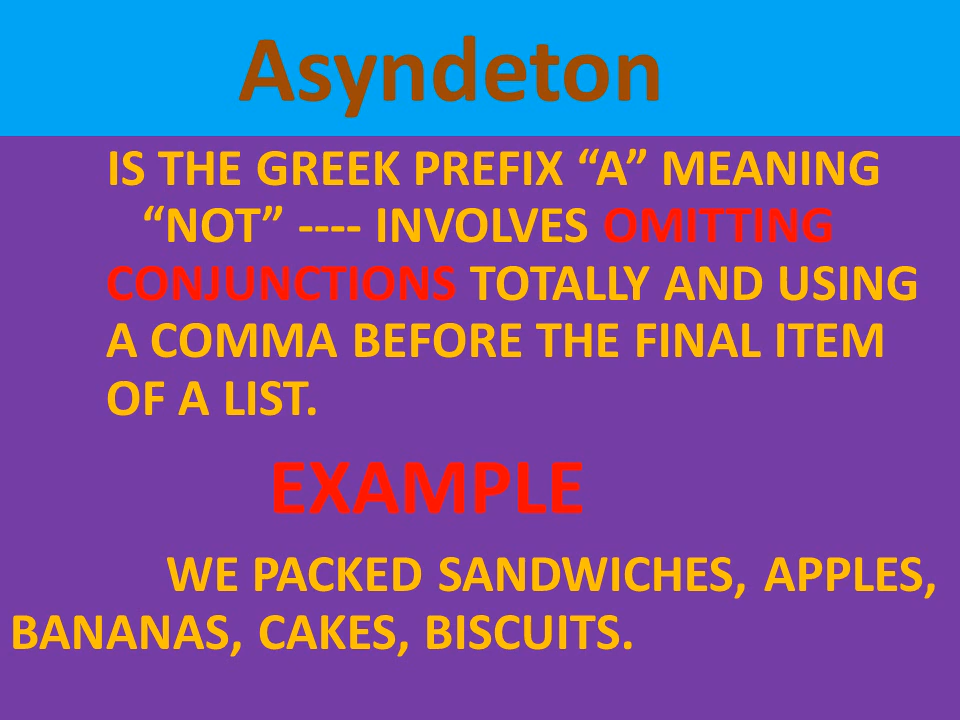 Asyndeton
IS THE GREEK PREFIX “A” MEANING
“NOT” ---- INVOLVES OMITTING
CONJUNCTIONS TOTALLY AND USING
A COMMA BEFORE THE FINAL ITEM
OF A LIST.
EXAMPLE
WE PACKED SANDWICHES, APPLES,
BANANAS, CAKES, BISCUITS.